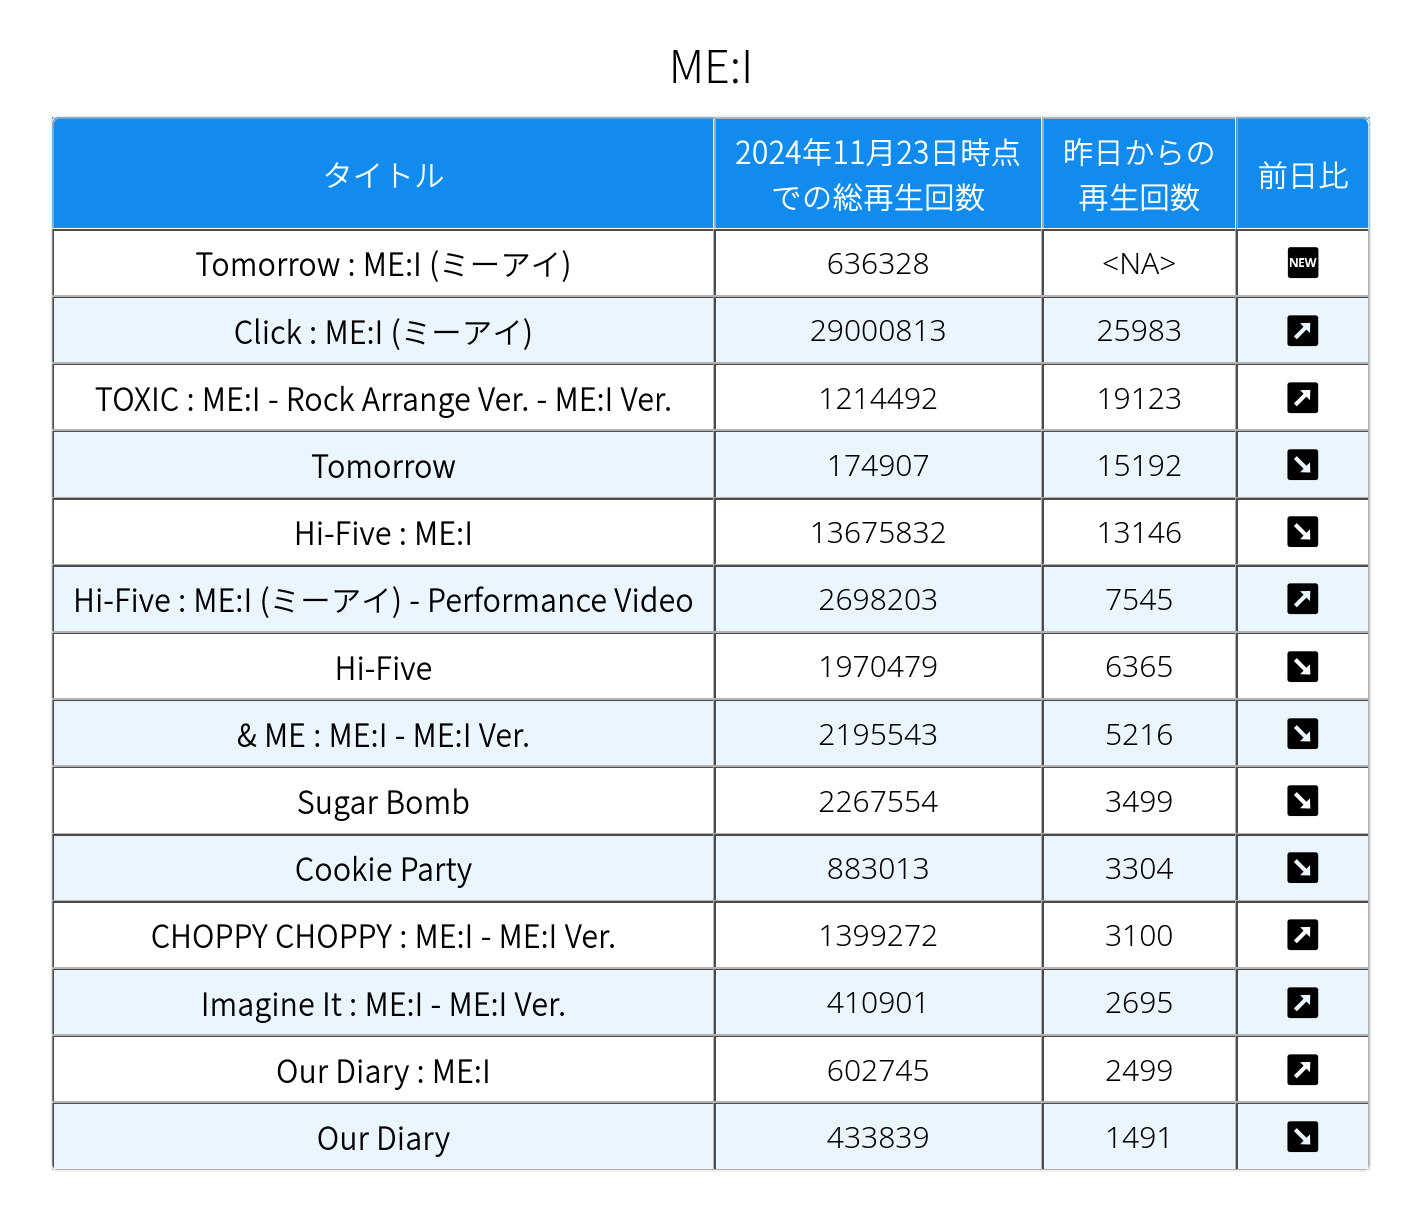 ME:I
タイトル 2024年11月23日時点での総再生回数 昨日からの再生回数 前日比
Tomorrow : ME:I (ミーアイ) 636328 <NA> NEW
Click : ME:I (ミーアイ) 29000813 25983
TOXIC : ME:I - Rock Arrange Ver. - ME:I Ver. 1214492 19123
Tomorrow 174907 15192
Hi-Five : ME:I 13675832 13146
Hi-Five : ME:I (ミーアイ) - Performance Video 2698203 7545
Hi-Five 1970479 6365
& ME : ME:I - ME:I Ver. 2195543 5216
Sugar Bomb 2267554 3499
Cookie Party 883013 3304
CHOPPY CHOPPY : ME:I - ME:I Ver. 1399272 3100
Imagine It : ME:I - ME:I Ver. 410901 2695
Our Diary : ME:I 602745 2499
Our Diary 433839 1491